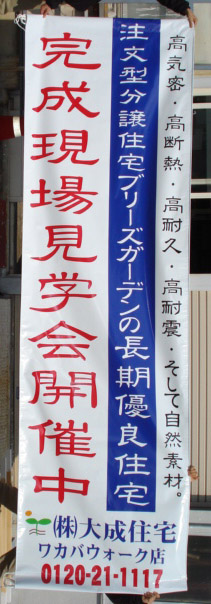 高気密・高断熱・高耐久・高耐震・そして自然素材。
注文型分譲住宅ブリーズガーデンの長期優良住宅
完成現場見学会開催中
㈱大成住宅
ワカバウォーク店
0120-21-1117